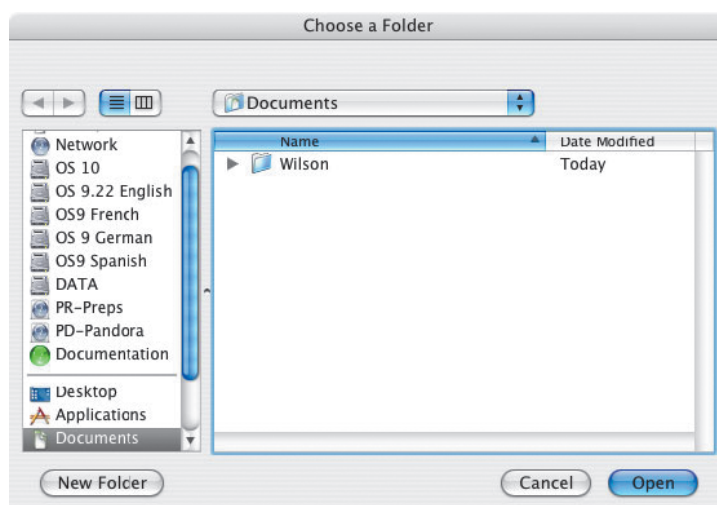 Choose a Folder
Documents
Name Date Modified
Wilson Today
Network
OS 10
OS 9.22 English
OS9 French
OS 9 German
OS9 Spanish
DATA
PR-Preps
PD-Pandora
Documentation
Desktop
Applications
Documents
New Folder Cancel Open